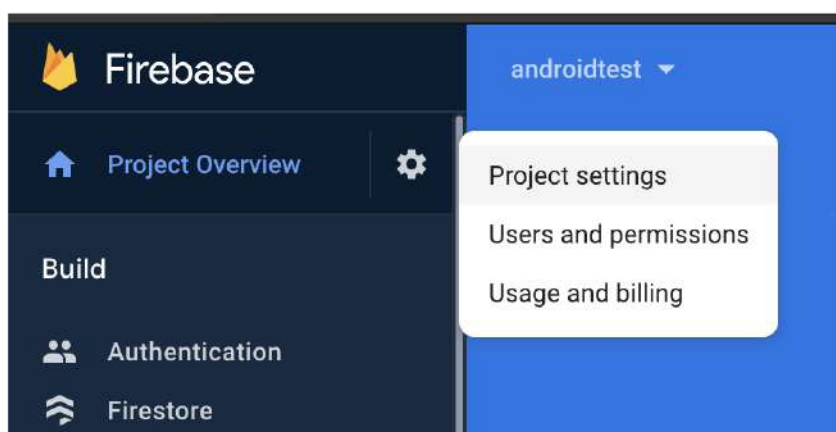 Firebase
androidtest
Project Overview
Project settings
Users and permissions
Usage and billing
Build
Authentication
Firestore